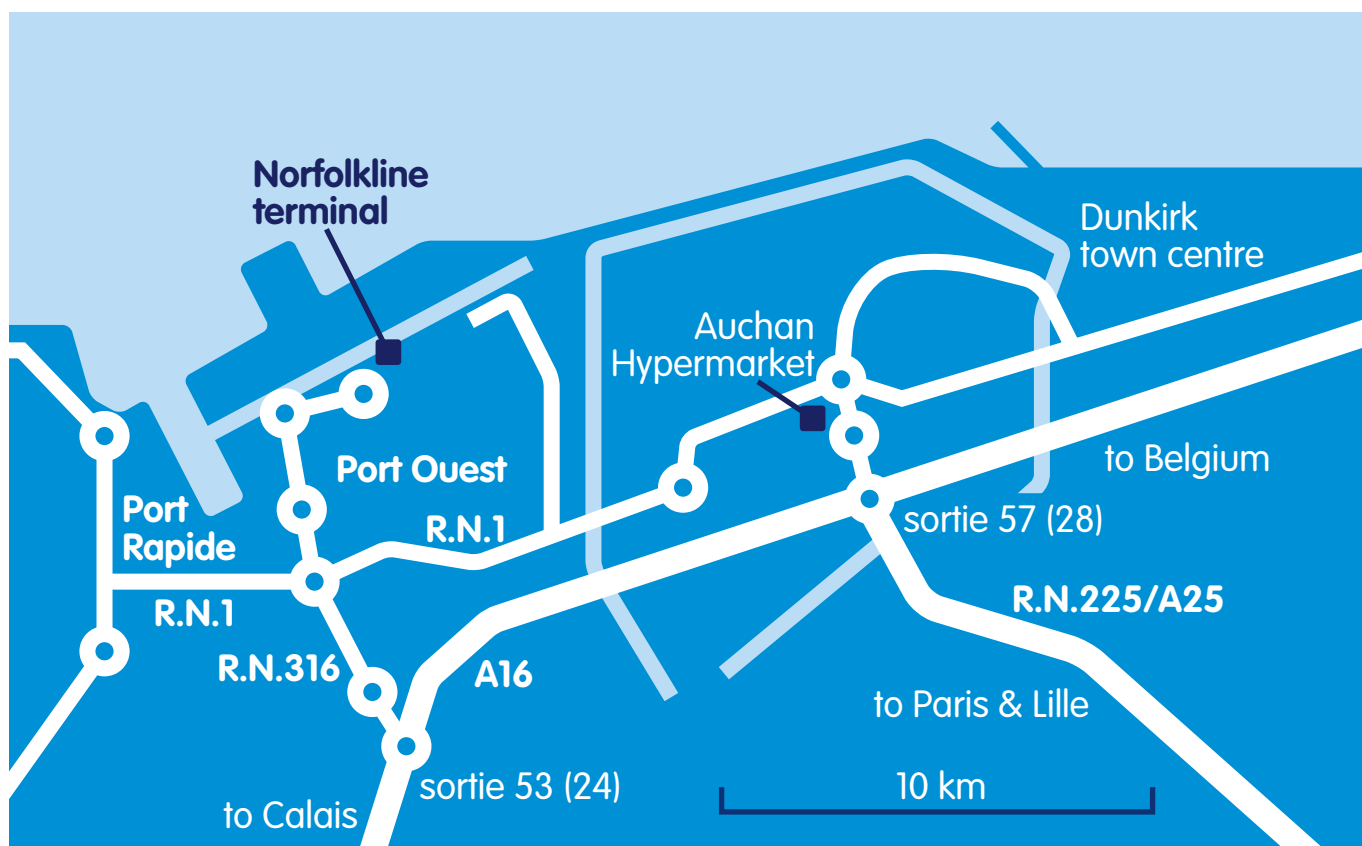 Norfolkline
terminal
Dunkirk
town centre
Auchan
Hypermarket
Port Ouest
to Belgium
Port
Rapide
R.N.1
sortie 57 (28)
R.N.1
R.N.225/A25
R.N.316
A16
to Paris & Lille
sortie 53 (24)
10 km
to Calais